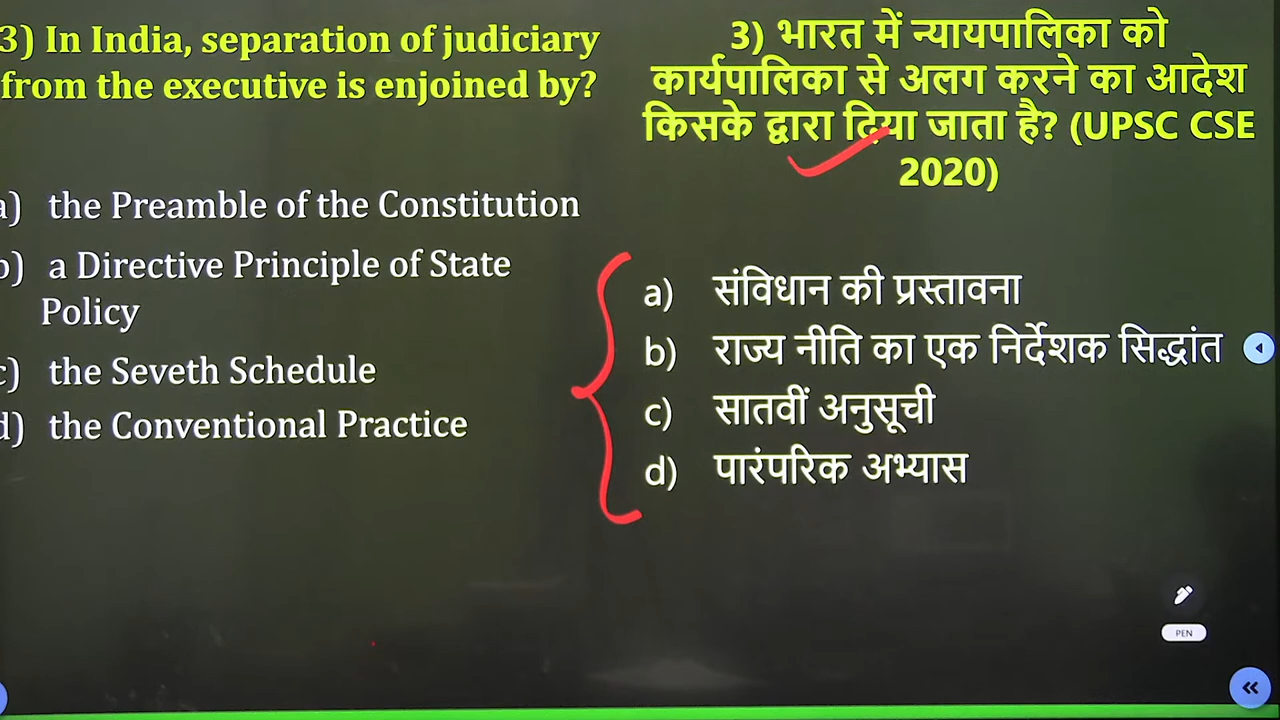 3) In India, separation of judiciary
from the executive is enjoined by?
a) the Preamble of the Constitution
b) a Directive Principle of State
Policy
c) the Seveth Schedule
d) the Conventional Practice
3) भारत में न्यायपालिका को
कार्यपालिका से अलग करने का आदेश
किसके द्वारा दिया जाता है? (UPSC CSE
2020)
a) संविधान की प्रस्तावना
b) राज्य नीति का एक निर्देशक सिद्धांत
c) सातवीं अनुसूची
d) पारंपरिक अभ्यास
PEN